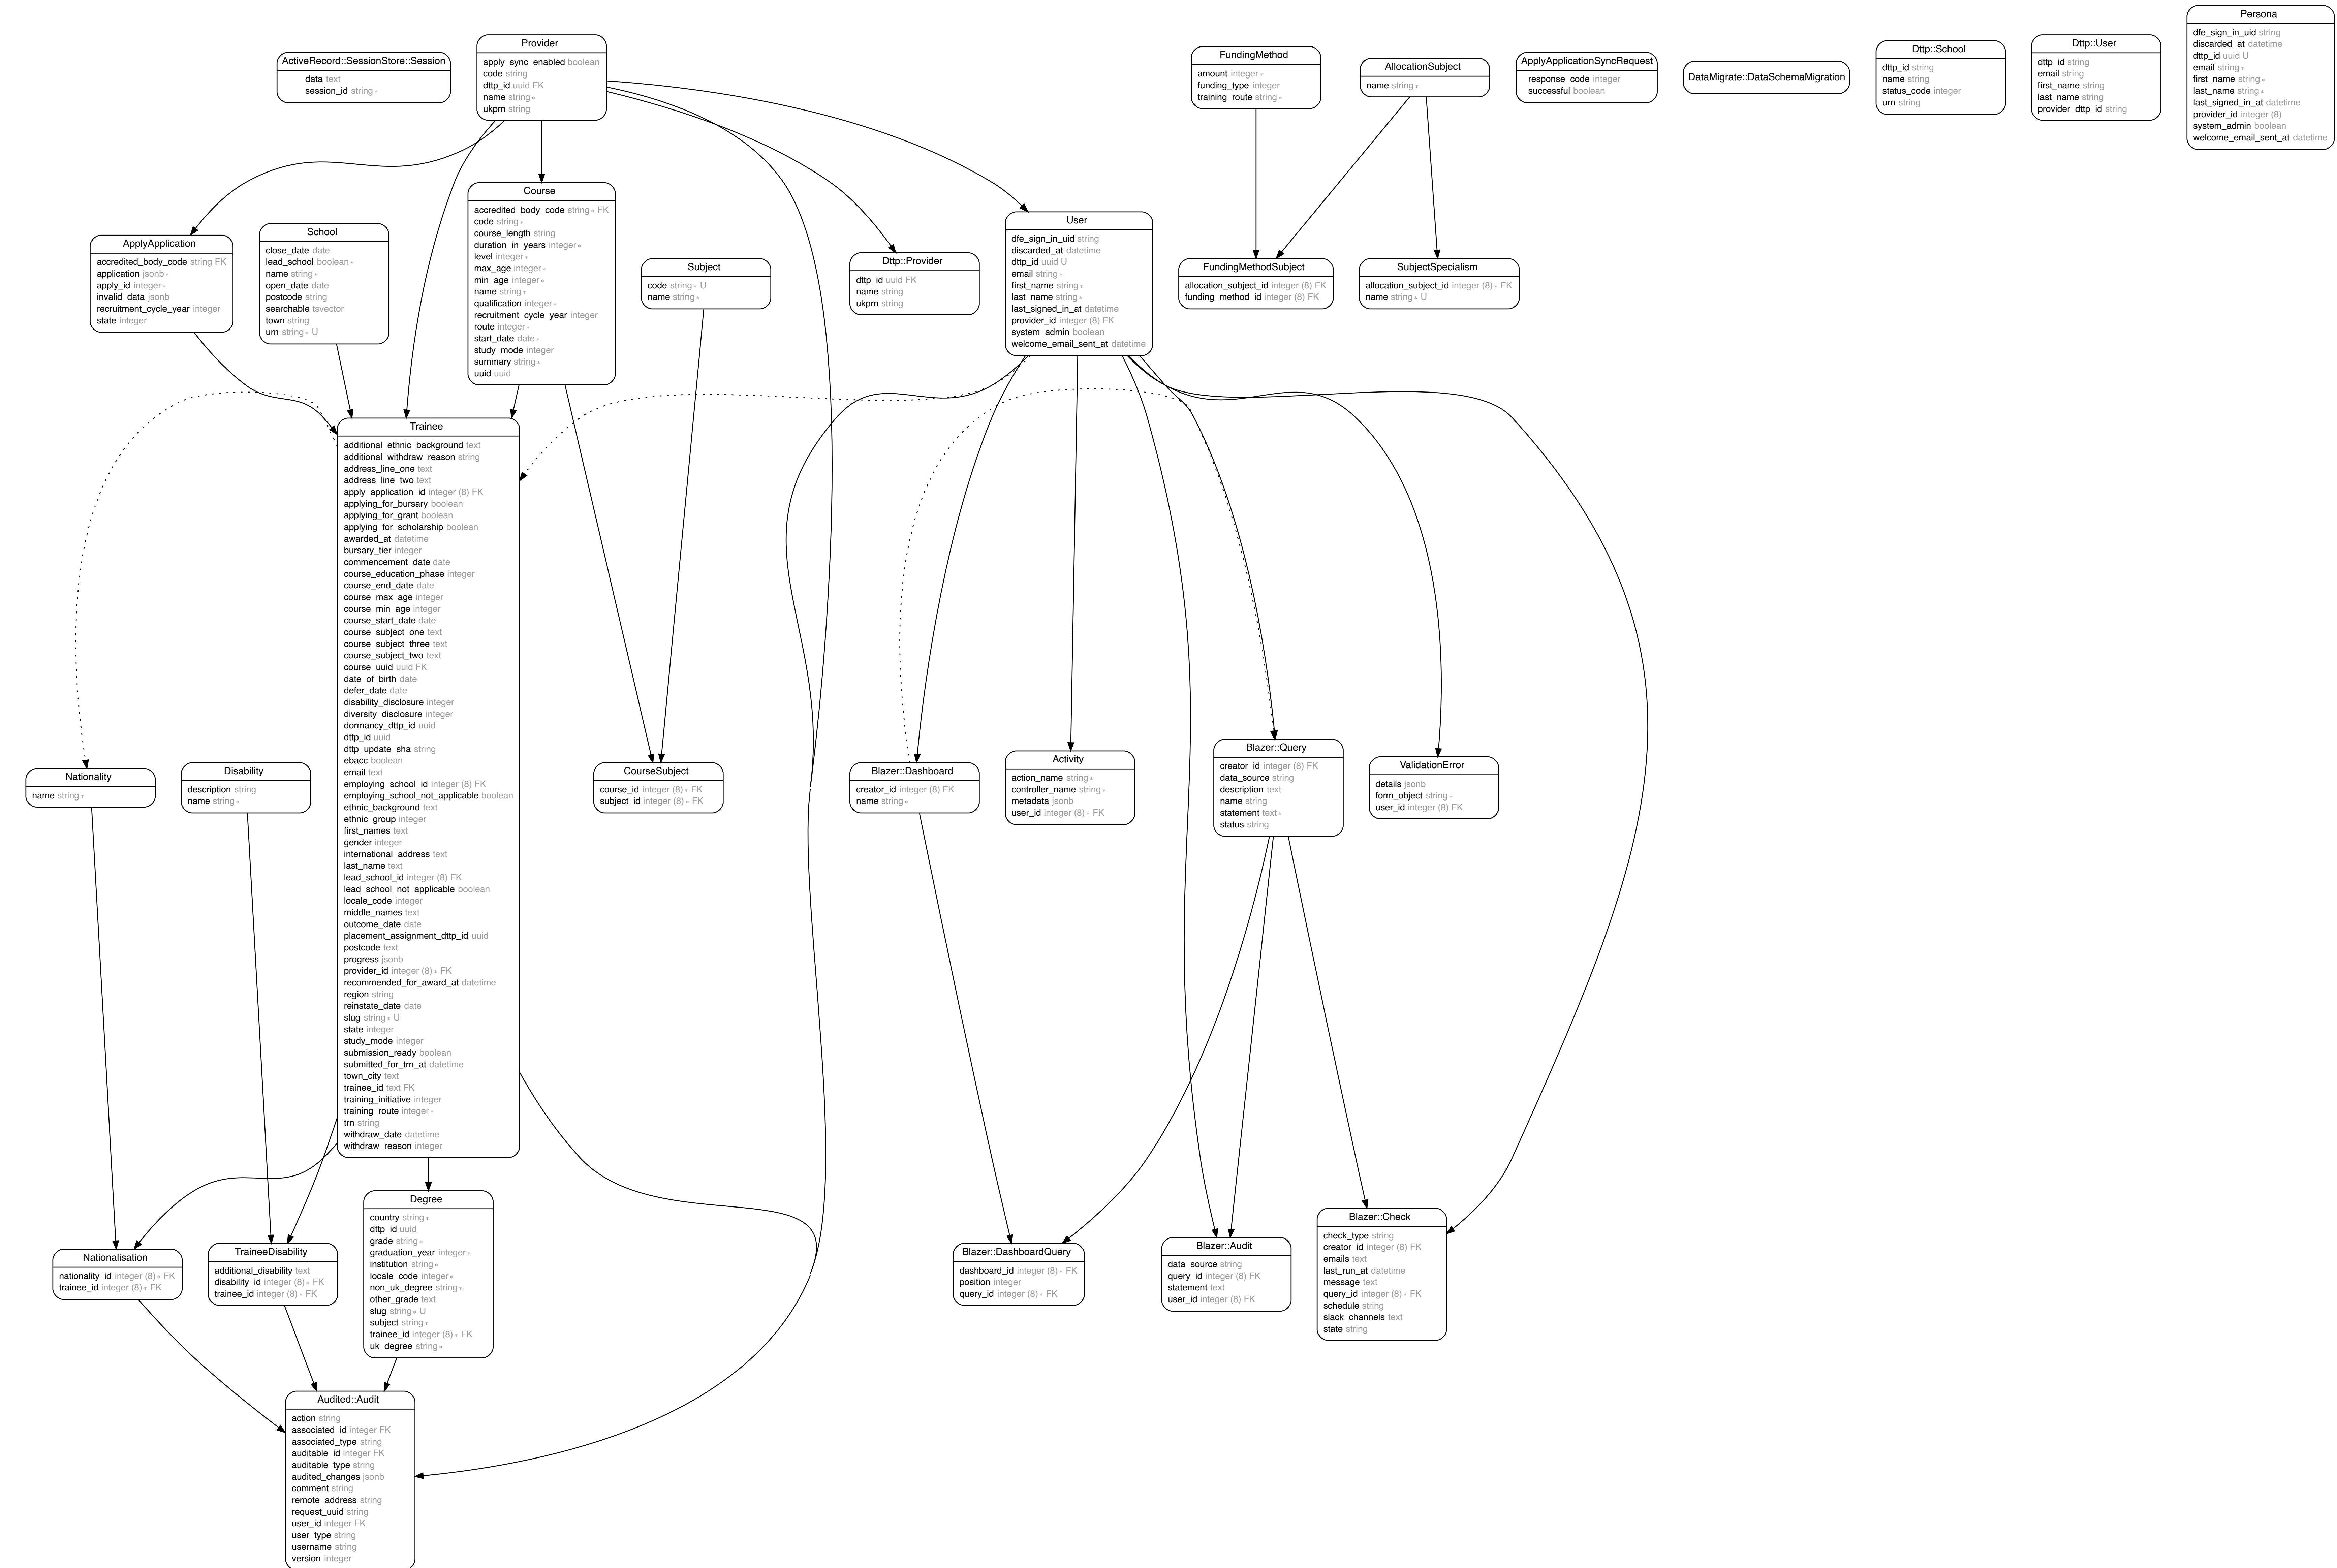 Persona
dfe_sign_in_uid string
discarded_at datetime
dttp_id uuid U
email string ∗
first_name string ∗
last_name string ∗
last_signed_in_at datetime
provider_id integer (8)
system_admin boolean
welcome_email_sent_at datetime
Provider
apply_sync_enabled boolean
code string
dttp_id uuid FK
name string ∗
ukprn string
ActiveRecord::SessionStore::Session
data text
session_id string ∗
FundingMethod
amount integer ∗
funding_type integer
training_route string ∗
AllocationSubject
name string ∗
ApplyApplicationSyncRequest
response_code integer
successful boolean
DataMigrate::DataSchemaMigration
Dttp::School
dttp_id string
name string
status_code integer
urn string
Dttp::User
dttp_id string
email string
first_name string
last_name string
provider_dttp_id string
ApplyApplication
accredited_body_code string FK
application jsonb ∗
apply_id integer ∗
invalid_data jsonb
recruitment_cycle_year integer
state integer
School
close_date date
lead_school boolean ∗
name string ∗
open_date date
postcode string
searchable tsvector
town string
urn string ∗ U
Course
accredited_body_code string ∗ FK
code string ∗
course_length string
duration_in_years integer ∗
level integer ∗
max_age integer ∗
min_age integer ∗
name string ∗
qualification integer ∗
recruitment_cycle_year integer
route integer ∗
start_date date ∗
study_mode integer
summary string ∗
uuid uuid
Subject
code string ∗ U
name string ∗
Dttp::Provider
dttp_id uuid FK
name string
ukprn string
User
dfe_sign_in_uid string
discarded_at datetime
dttp_id uuid U
email string ∗
first_name string ∗
last_name string ∗
last_signed_in_at datetime
provider_id integer (8) FK
system_admin boolean
welcome_email_sent_at datetime
FundingMethodSubject
allocation_subject_id integer (8) FK
funding_method_id integer (8) FK
SubjectSpecialism
allocation_subject_id integer (8) ∗ FK
name string ∗ U
Trainee
additional_ethnic_background text
additional_withdraw_reason string
address_line_one text
address_line_two text
apply_application_id integer (8) FK
applying_for_bursary boolean
applying_for_grant boolean
applying_for_scholarship boolean
awarded_at datetime
bursary_tier integer
commencement_date date
course_education_phase integer
course_end_date date
course_max_age integer
course_min_age integer
course_start_date date
course_subject_one text
course_subject_three text
course_subject_two text
course_uuid uuid FK
date_of_birth date
defer_date date
disability_disclosure integer
diversity_disclosure integer
dormancy_dttp_id uuid
dttp_id uuid
dttp_update_sha string
ebacc boolean
email text
employing_school_id integer (8) FK
employing_school_not_applicable boolean
ethnic_background text
ethnic_group integer
first_names text
gender integer
international_address text
last_name text
lead_school_id integer (8) FK
lead_school_not_applicable boolean
locale_code integer
middle_names text
outcome_date date
placement_assignment_dttp_id uuid
postcode text
progress jsonb
provider_id integer (8) ∗ FK
recommended_for_award_at datetime
region string
reinstate_date date
slug string ∗ U
state integer
study_mode integer
submission_ready boolean
submitted_for_trn_at datetime
town_city text
trainee_id text FK
training_initiative integer
training_route integer ∗
trn string
withdraw_date datetime
withdraw_reason integer
Nationality
name string ∗
Disability
description string
name string ∗
CourseSubject
course_id integer (8) ∗ FK
subject_id integer (8) ∗ FK
Blazer::Dashboard
creator_id integer (8) FK
name string ∗
Activity
action_name string ∗
controller_name string ∗
metadata jsonb
user_id integer (8) ∗ FK
Blazer::Query
creator_id integer (8) FK
data_source string
description text
name string
statement text ∗
status string
ValidationError
details jsonb
form_object string ∗
user_id integer (8) FK
Nationalisation
nationality_id integer (8) ∗ FK
trainee_id integer (8) ∗ FK
TraineeDisability
additional_disability text
disability_id integer (8) ∗ FK
trainee_id integer (8) ∗ FK
Degree
country string ∗
dttp_id uuid
grade string ∗
graduation_year integer ∗
institution string ∗
locale_code integer ∗
non_uk_degree string ∗
other_grade text
slug string ∗ U
subject string ∗
trainee_id integer (8) ∗ FK
uk_degree string ∗
Blazer::DashboardQuery
dashboard_id integer (8) ∗ FK
position integer
query_id integer (8) ∗ FK
Blazer::Audit
data_source string
query_id integer (8) FK
statement text
user_id integer (8) FK
Blazer::Check
check_type string
creator_id integer (8) FK
emails text
last_run_at datetime
message text
query_id integer (8) ∗ FK
schedule string
slack_channels text
state string
Audited::Audit
action string
associated_id integer FK
associated_type string
auditable_id integer FK
auditable_type string
audited_changes jsonb
comment string
remote_address string
request_uuid string
user_id integer FK
user_type string
username string
version integer